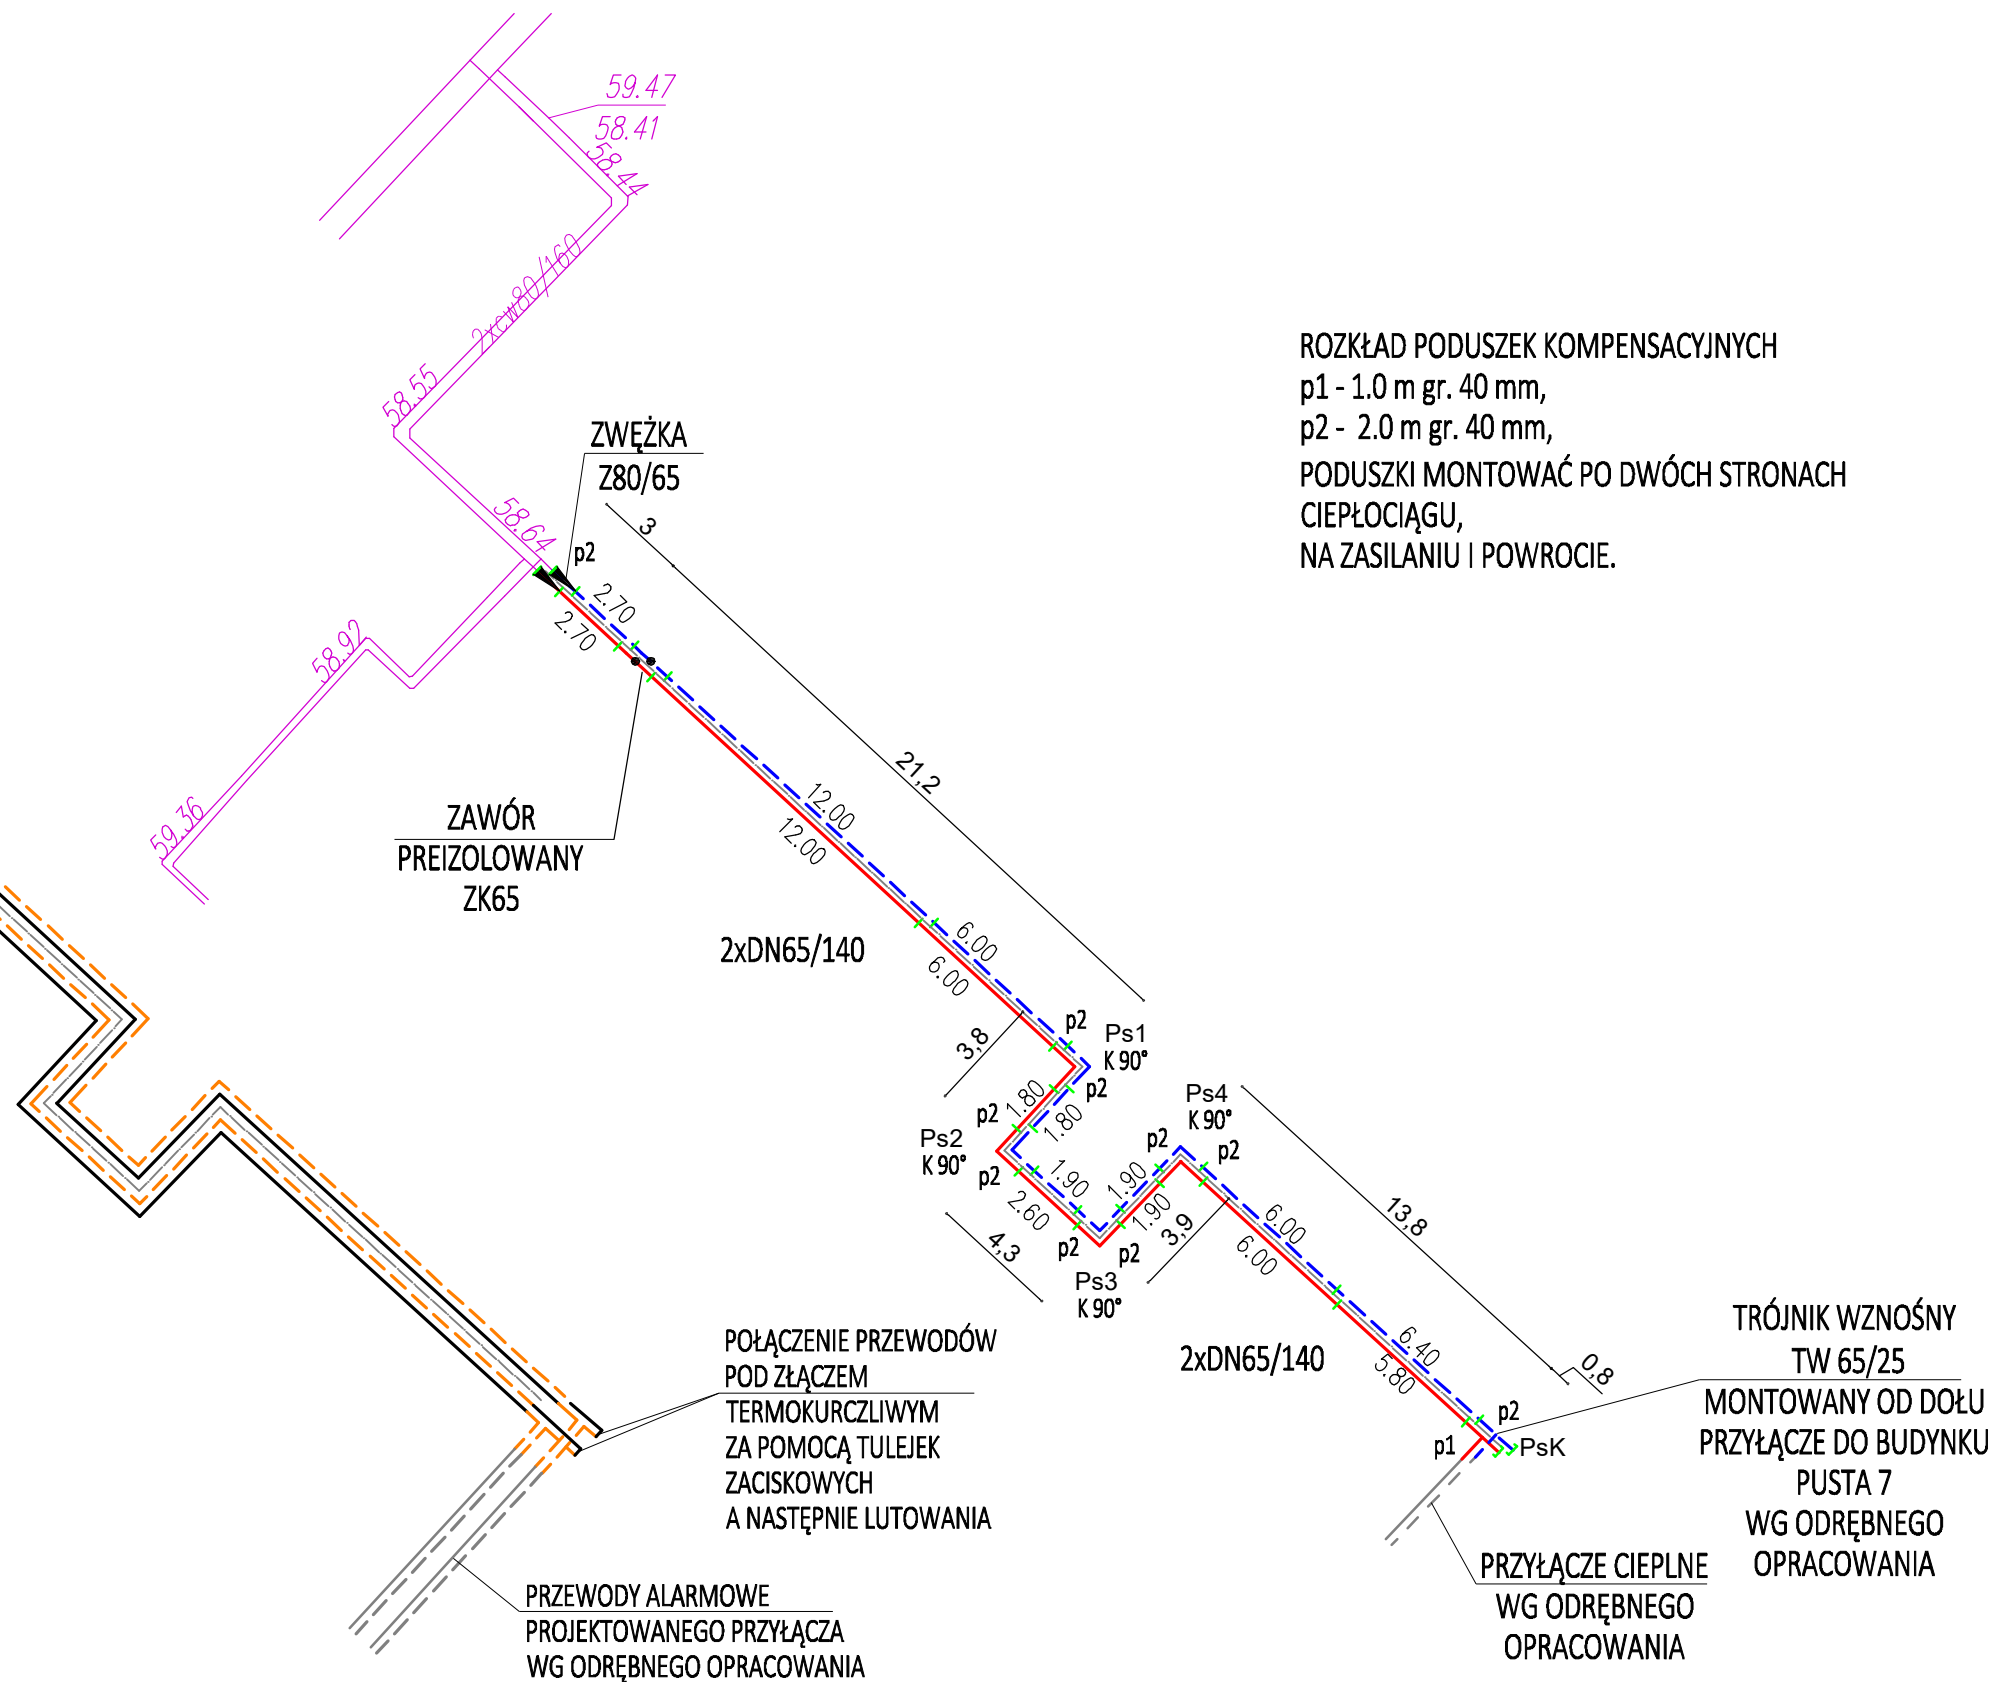 59.47
58.41
58.44
2xcw80/160
58.55
58.64
58.92
59.36
ZWĘŻKA
Z80/65
p2
3
2.70
2.70
21,2
ZAWÓR
PREIZOLOWANY
ZK65
12.00
12.00
2xDN65/140
6.00
6.00
3,8
p2
Ps1
K 90°
p2
1.80
1.80
p2
Ps2
K 90°
p2
1.90
2.60
4,3
p2
Ps3
K 90°
p2
1.90
1.90
3,9
p2
Ps4
K 90°
p2
6.00
6.00
13,8
2xDN65/140
6.40
5.80
0,8
p2
p1
PsK
ROZKŁAD PODUSZEK KOMPENSACYJNYCH
p1 - 1.0 m gr. 40 mm,
p2 - 2.0 m gr. 40 mm,
PODUSZKI MONTOWAĆ PO DWÓCH STRONACH
CIEPŁOCIĄGU,
NA ZASILANIU I POWROCIE.
TRÓJNIK WZNOŚNY
TW 65/25
MONTOWANY OD DOŁU
PRZYŁĄCZE DO BUDYNKU
PUSTA 7
WG ODRĘBNEGO
OPRACOWANIA
PRZYŁĄCZE CIEPLNE
WG ODRĘBNEGO
OPRACOWANIA
POŁĄCZENIE PRZEWODÓW
POD ZŁĄCZEM
TERMOKURCZLIWYM
ZA POMOCĄ TULEJEK
ZACISKOWYCH
A NASTĘPNIE LUTOWANIA
PRZEWODY ALARMOWE
PROJEKTOWANEGO PRZYŁĄCZA
WG ODRĘBNEGO OPRACOWANIA